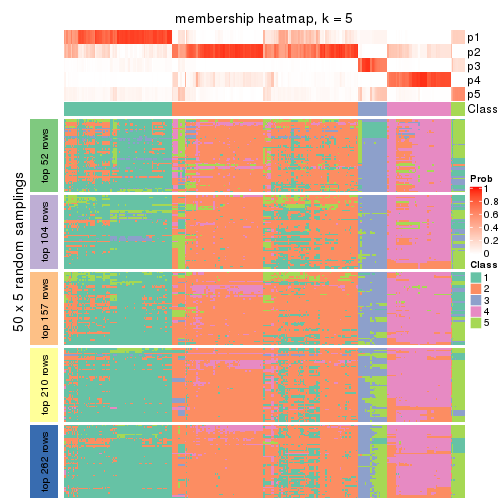 membership heatmap, k = 5
p1
p2
p3
p4
p5
Class
50 x 5 random samplings
top 52 rows
top 104 rows
top 157 rows
top 210 rows
top 262 rows
Prob
1
0.8
0.6
0.4
0.2
0
Class
1
2
3
4
5